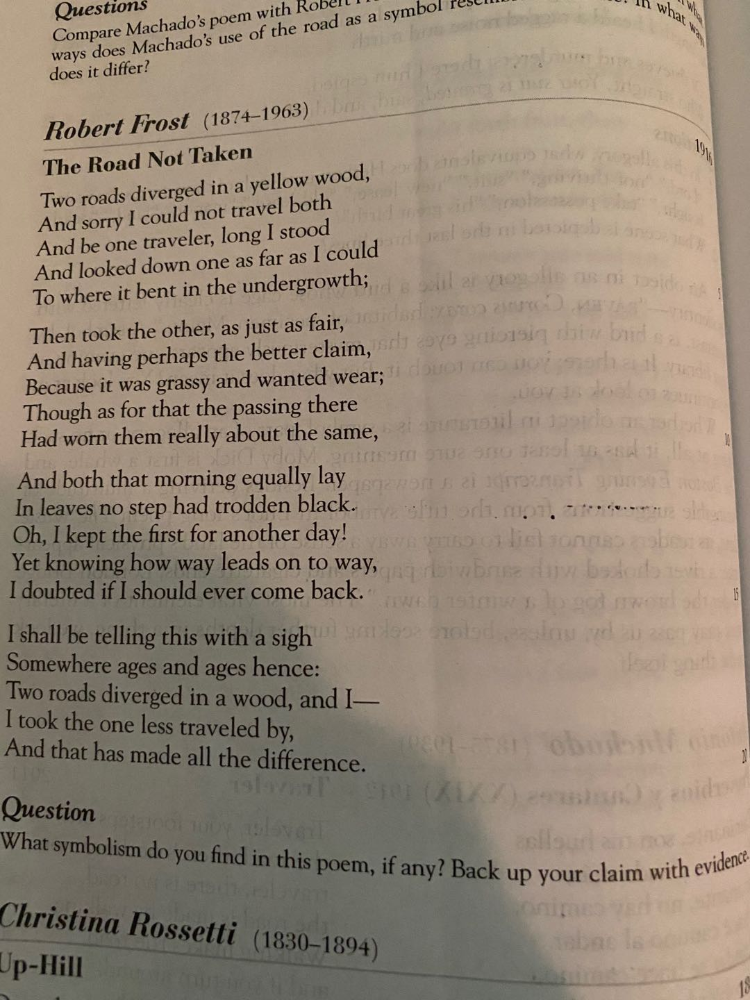 Questions
Compare Machado's poem with Robert
ways does Machado's use of the road as a symbol In what ways
does it differ?
Robert Frost (1874–1963)
The Road Not Taken 1916
Two roads diverged in a yellow wood,
And sorry I could not travel both
And be one traveler, long I stood
And looked down one as far as I could
To where it bent in the undergrowth; 5
Then took the other, as just as fair,
And having perhaps the better claim,
Because it was grassy and wanted wear;
Though as for that the passing there
Had worn them really about the same, 10
And both that morning equally lay
In leaves no step had trodden black.
Oh, I kept the first for another day!
Yet knowing how way leads on to way,
I doubted if I should ever come back. 15
I shall be telling this with a sigh
Somewhere ages and ages hence:
Two roads diverged in a wood, and I—
I took the one less traveled by,
And that has made all the difference. 20
Question
What symbolism do you find in this poem, if any? Back up your claim with evidence.
Christina Rossetti (1830–1894)
Up-Hill